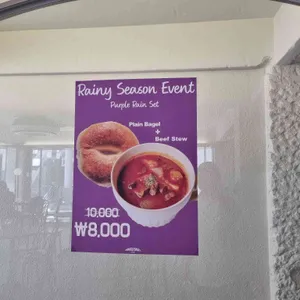 Rainy Season Event
Purple Rain Set
Plain Bagel
+
Beef Stew
10,000
₩8,000